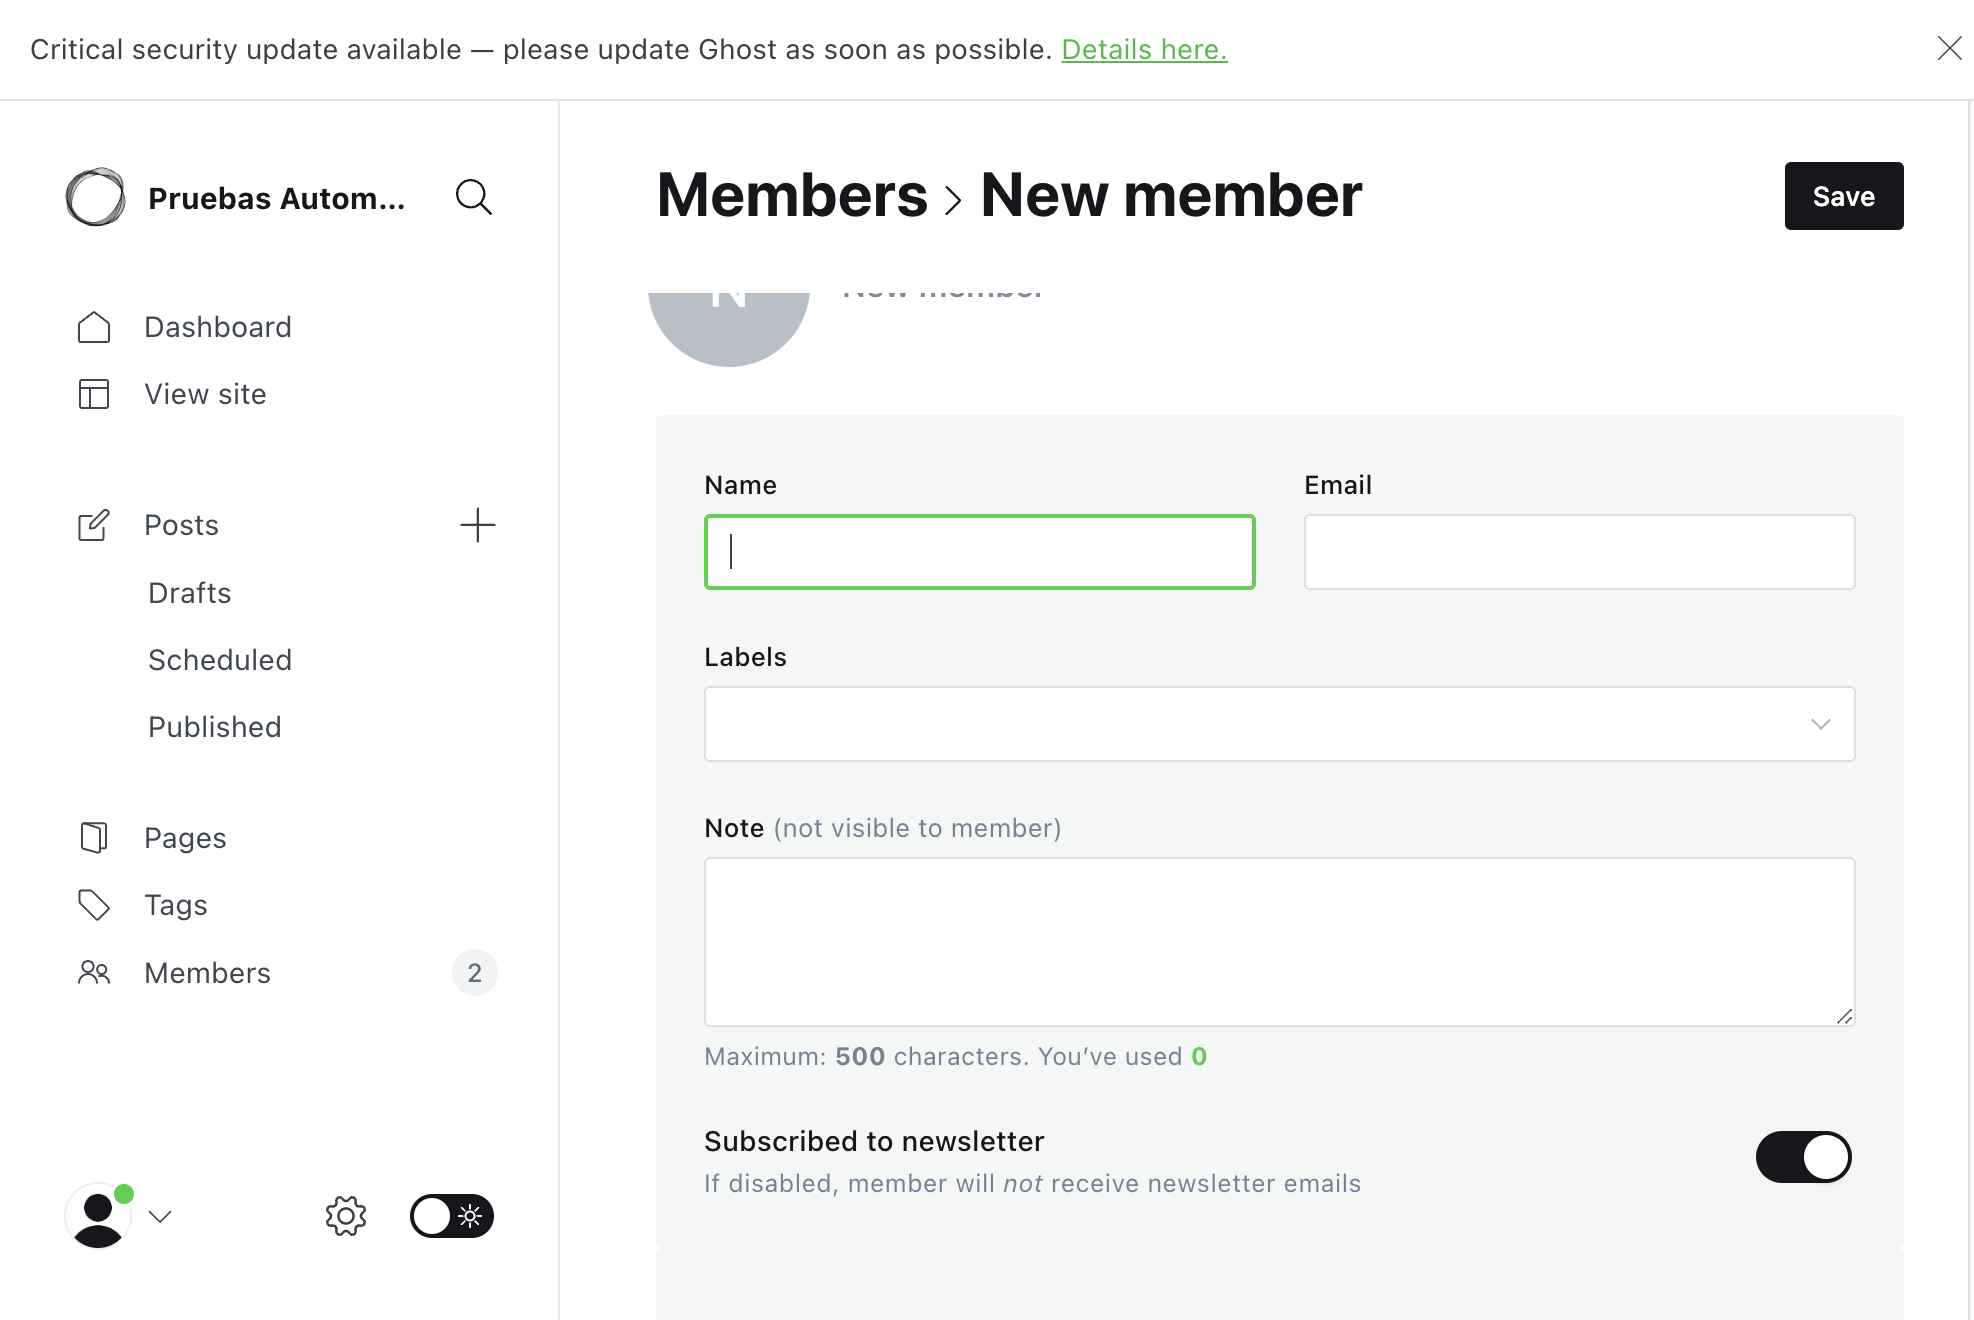 Critical security update available — please update Ghost as soon as possible. Details here.
Pruebas Autom...
Members › New member
Save
N
New member
Dashboard
View site
Posts
Drafts
Scheduled
Published
Pages
Tags
Members
2
Name
Email
Labels
Note (not visible to member)
Maximum: 500 characters. You’ve used 0
Subscribed to newsletter
If disabled, member will not receive newsletter emails